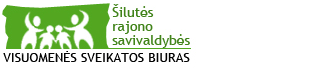 Šilutės
rajono
savivaldybės
VISUOMENĖS SVEIKATOS BIURAS